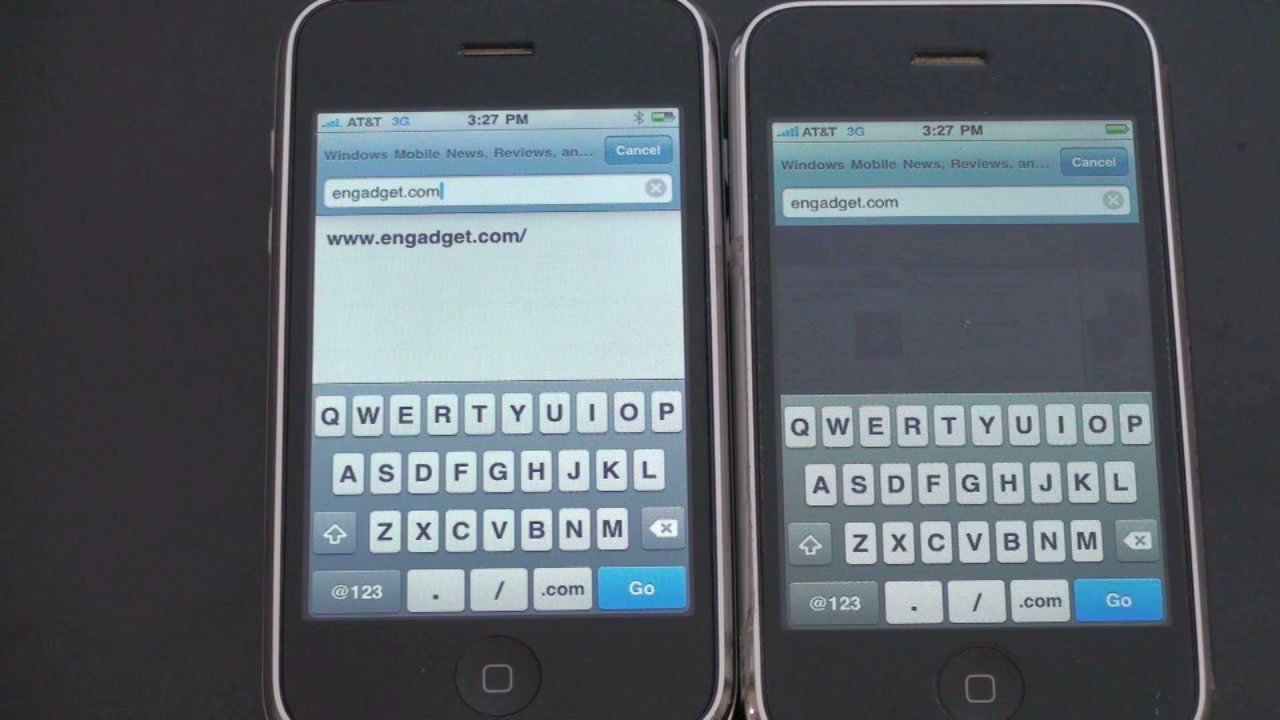 AT&T 3G 3:27 PM
Windows Mobile News, Reviews, an... Cancel
engadget.com
www.engadget.com/
Q W E R T Y U I O P
A S D F G H J K L
Z X C V B N M
@123 . / .com Go
AT&T 3G 3:27 PM
Windows Mobile News, Reviews, an... Cancel
engadget.com
Q W E R T Y U I O P
A S D F G H J K L
Z X C V B N M
@123 . / .com Go